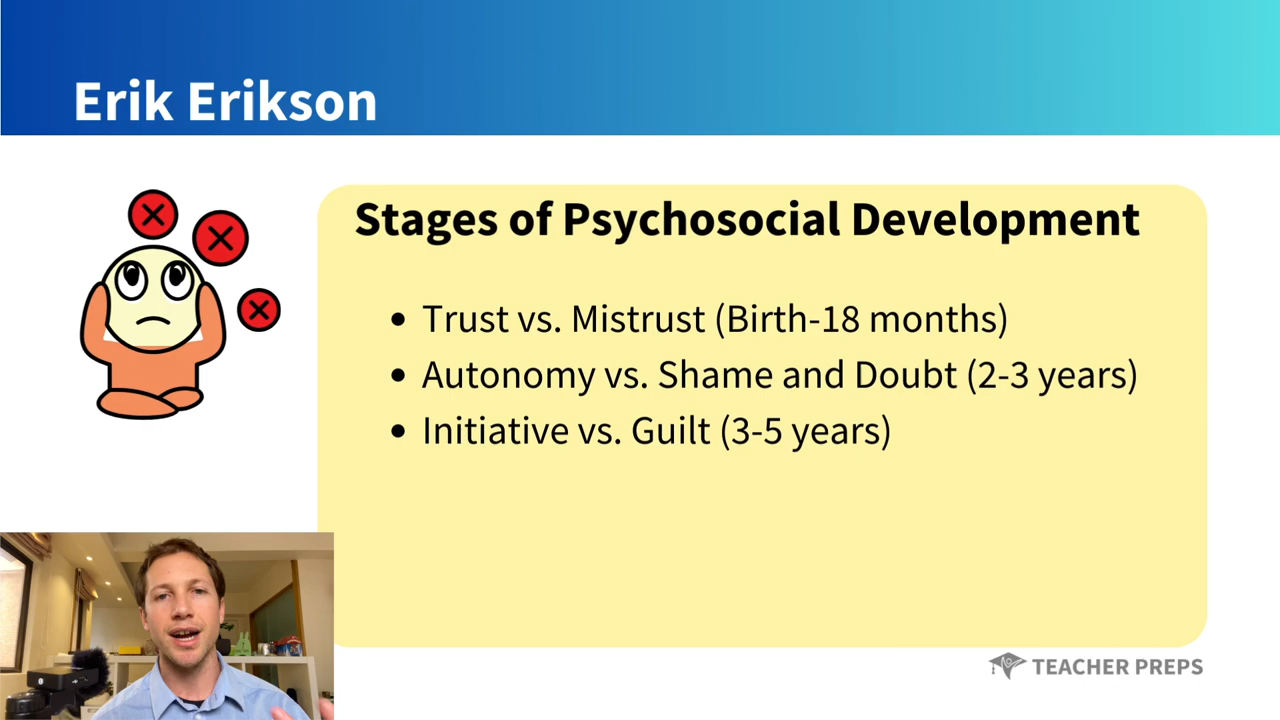 Erik Erikson
Stages of Psychosocial Development
• Trust vs. Mistrust (Birth-18 months)
• Autonomy vs. Shame and Doubt (2-3 years)
• Initiative vs. Guilt (3-5 years)
TEACHER PREPS